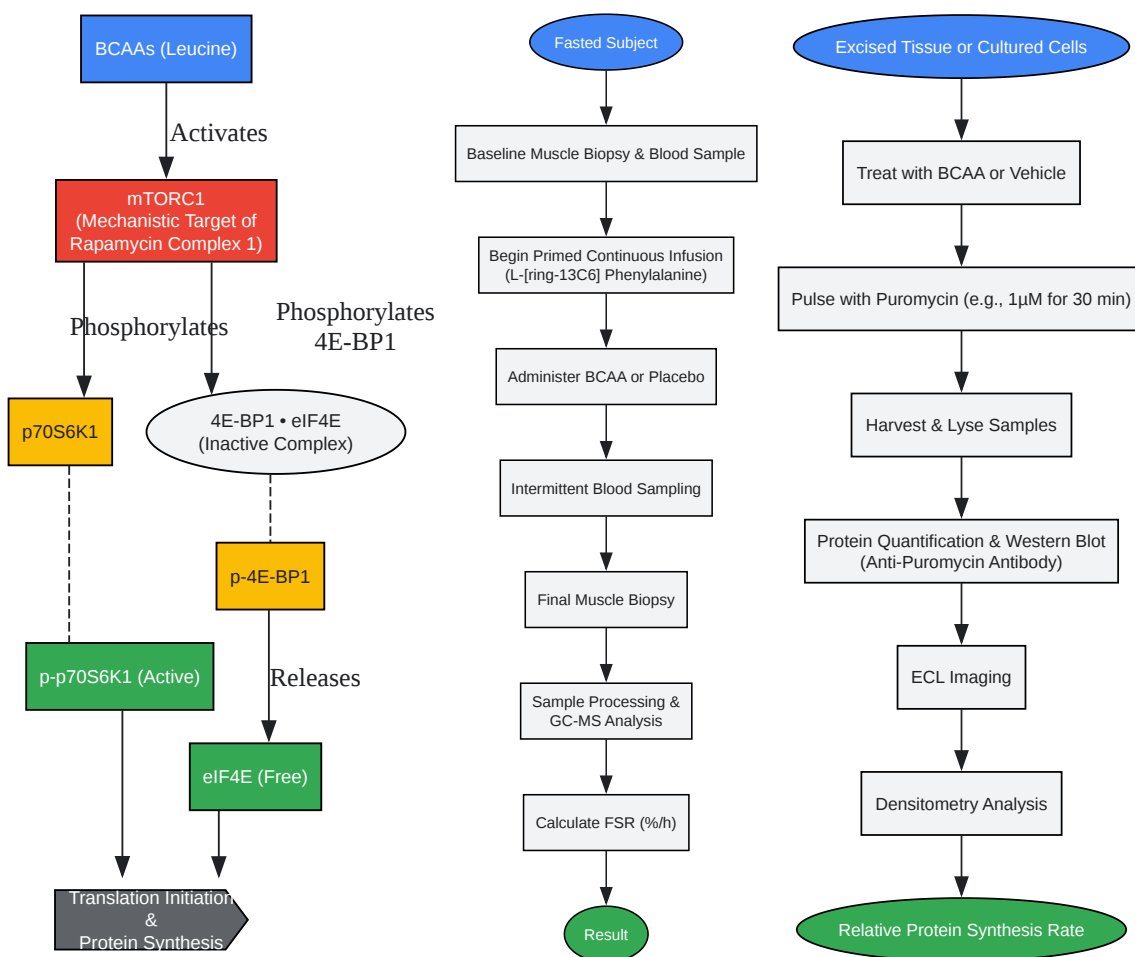 BCAAs (Leucine)
Activates
mTORC1
(Mechanistic Target of
Rapamycin Complex 1)
Phosphorylates
Phosphorylates
4E-BP1
p70S6K1
4E-BP1 • eIF4E
(Inactive Complex)
p-4E-BP1
p-p70S6K1 (Active)
Releases
eIF4E (Free)
Translation Initiation
&
Protein Synthesis
Fasted Subject
Baseline Muscle Biopsy & Blood Sample
Begin Primed Continuous Infusion
(L-[ring-13C6] Phenylalanine)
Administer BCAA or Placebo
Intermittent Blood Sampling
Final Muscle Biopsy
Sample Processing &
GC-MS Analysis
Calculate FSR (%/h)
Result
Excised Tissue or Cultured Cells
Treat with BCAA or Vehicle
Pulse with Puromycin (e.g., 1µM for 30 min)
Harvest & Lyse Samples
Protein Quantification & Western Blot
(Anti-Puromycin Antibody)
ECL Imaging
Densitometry Analysis
Relative Protein Synthesis Rate